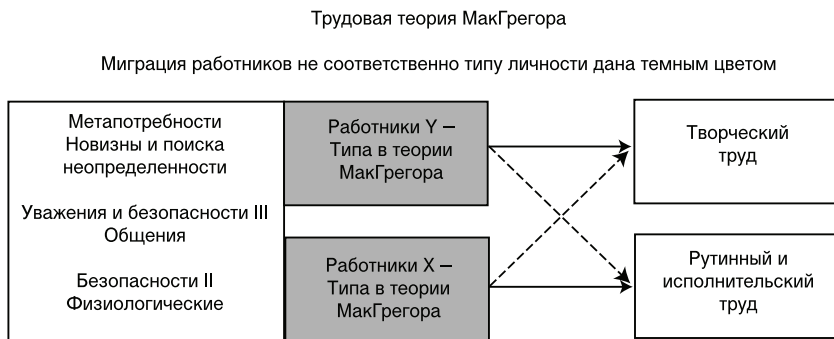 Трудовая теория МакГрегора
Миграция работников не соответственно типу личности дана темным цветом
Метапотребности
Новизны и поиска
неопределенности
Уважения и безопасности III
Общения
Безопасности II
Физиологические
Работники Y –
Типа в теории
МакГрегора
Работники X –
Типа в теории
МакГрегора
Творческий
труд
Рутинный и
исполнительский
труд